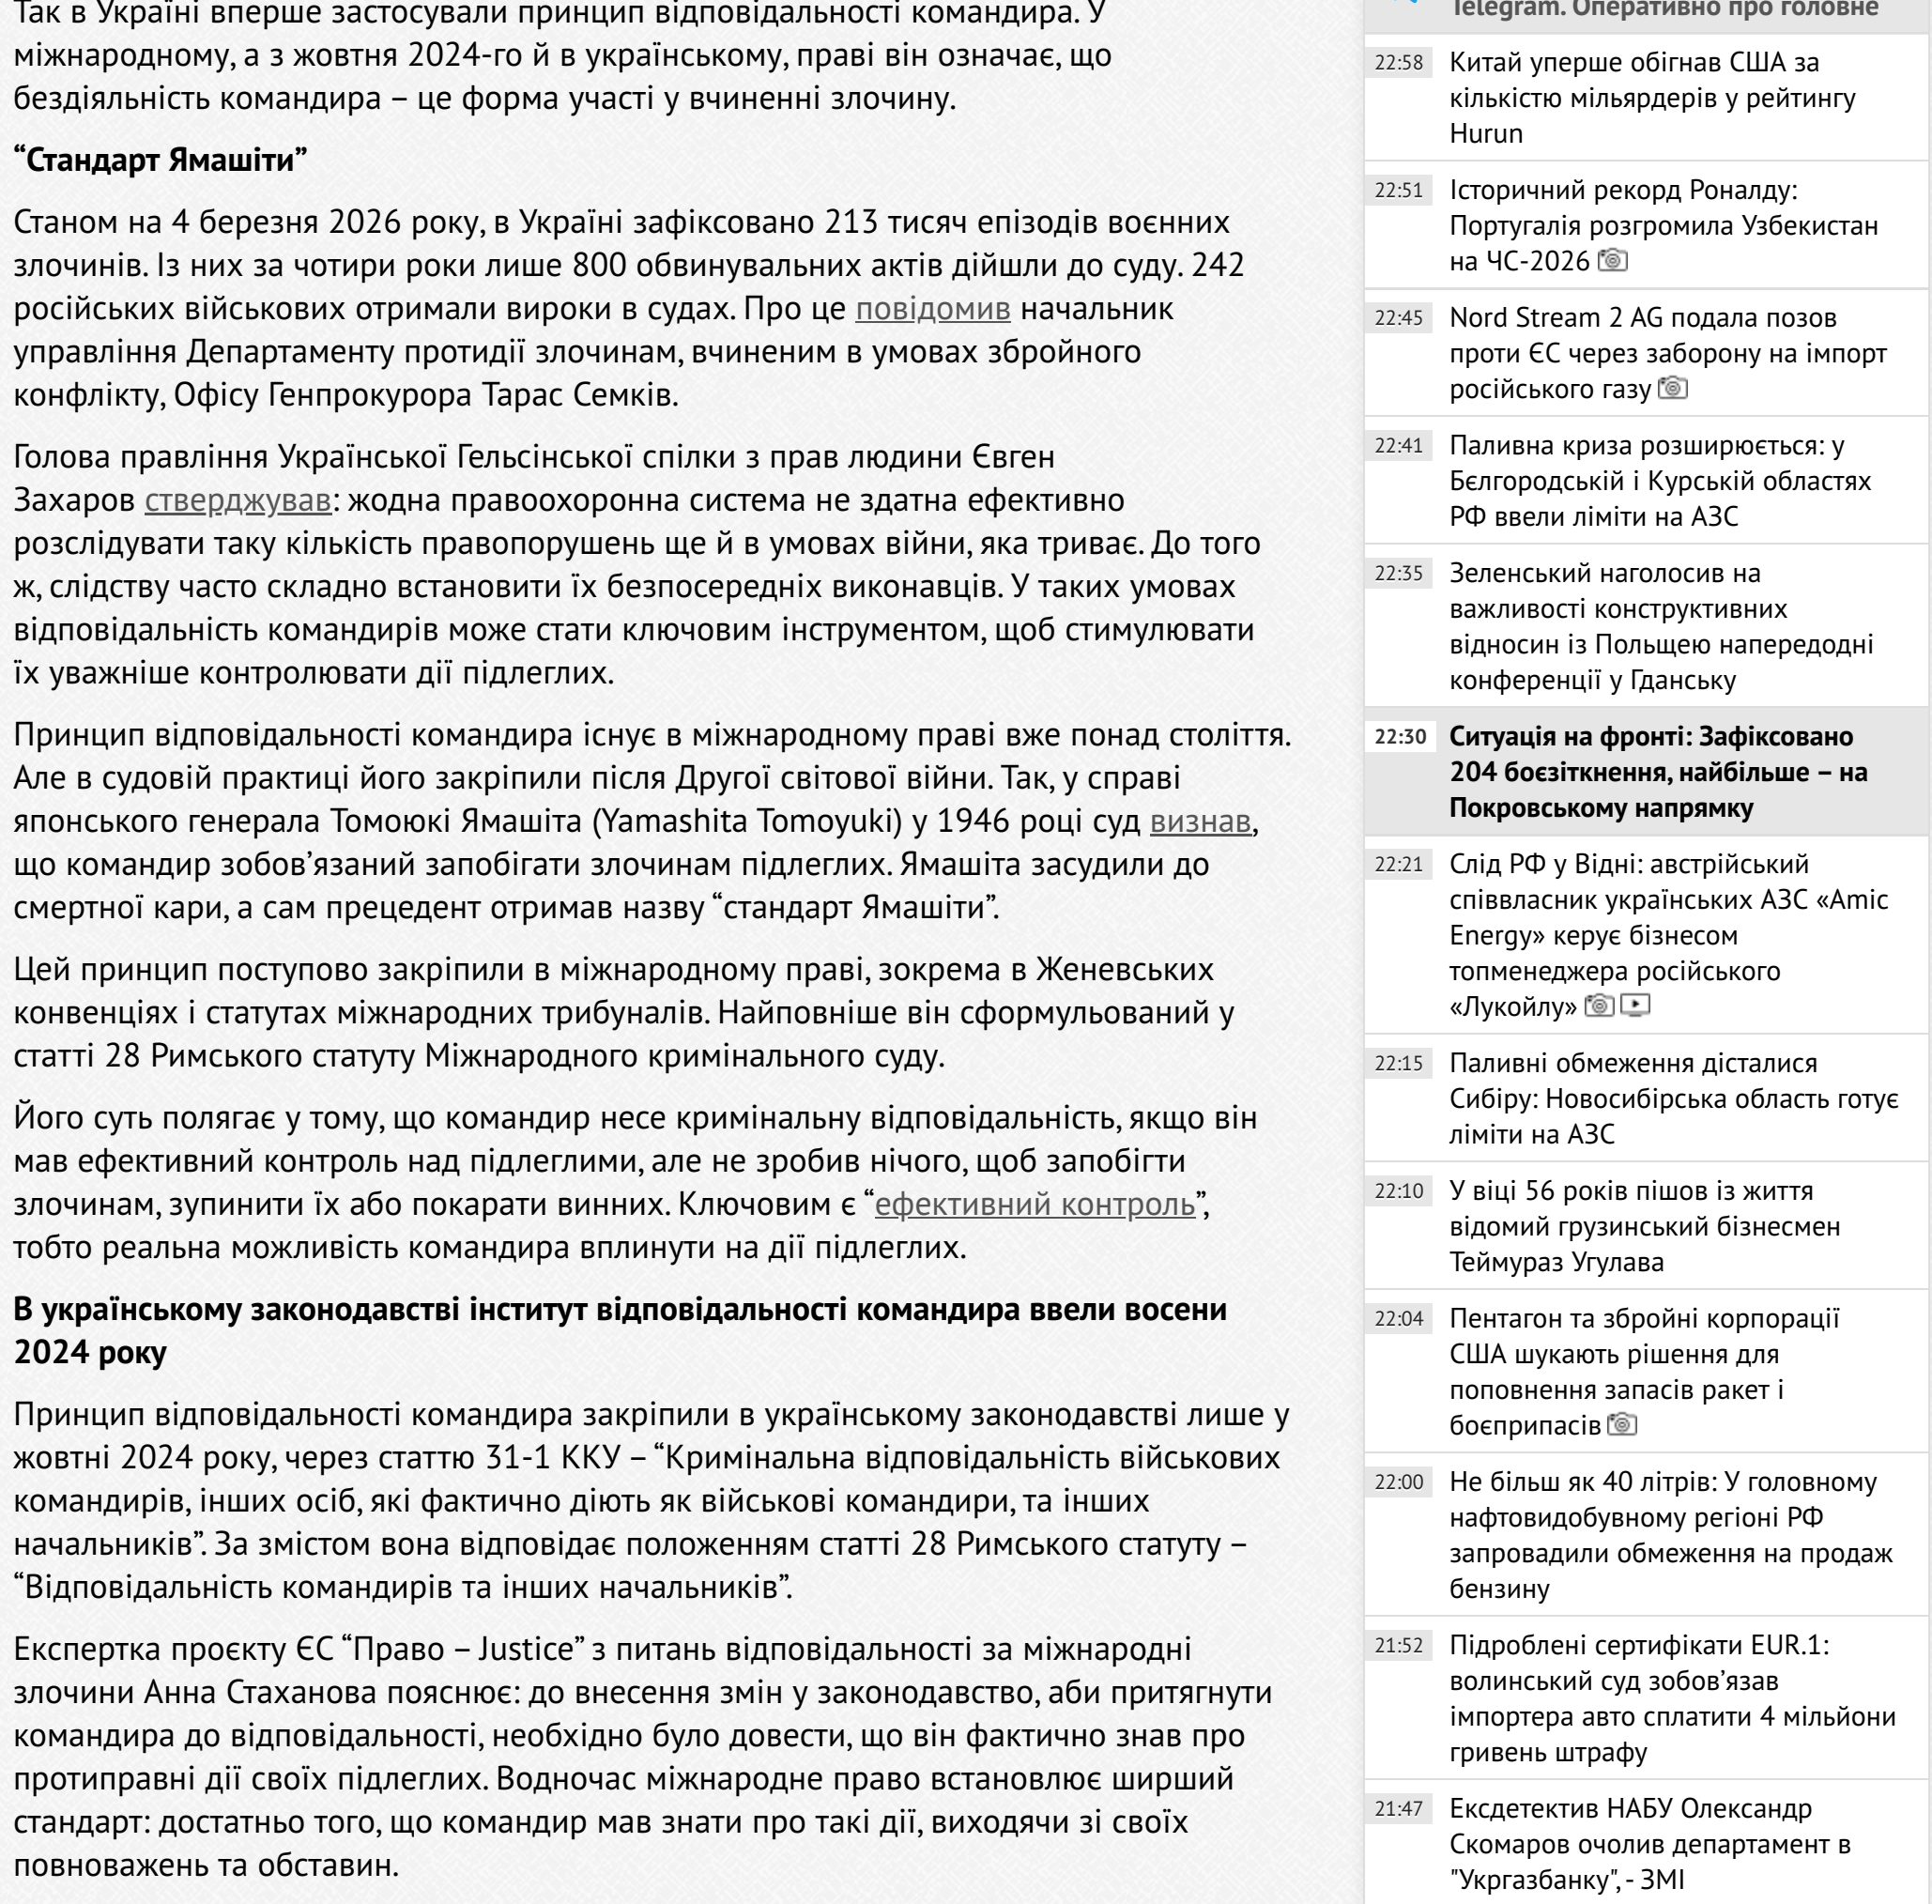 Так в Україні вперше застосували принцип відповідальності командира. У
міжнародному, а з жовтня 2024-го й в українському, праві він означає, що
бездіяльність командира – це форма участі у вчиненні злочину.
“Стандарт Ямашіти”
Станом на 4 березня 2026 року, в Україні зафіксовано 213 тисяч епізодів воєнних
злочинів. Із них за чотири роки лише 800 обвинувальних актів дійшли до суду. 242
російських військових отримали вироки в судах. Про це повідомив начальник
управління Департаменту протидії злочинам, вчиненим в умовах збройного
конфлікту, Офісу Генпрокурора Тарас Семків.
Голова правління Української Гельсінської спілки з прав людини Євген
Захаров стверджував: жодна правоохоронна система не здатна ефективно
розслідувати таку кількість правопорушень ще й в умовах війни, яка триває. До того
ж, слідству часто складно встановити їх безпосередніх виконавців. У таких умовах
відповідальність командирів може стати ключовим інструментом, щоб стимулювати
їх уважніше контролювати дії підлеглих.
Принцип відповідальності командира існує в міжнародному праві вже понад століття.
Але в судовій практиці його закріпили після Другої світової війни. Так, у справі
японського генерала Томоюкі Ямашіта (Yamashita Tomoyuki) у 1946 році суд визнав,
що командир зобов’язаний запобігати злочинам підлеглих. Ямашіта засудили до
смертної кари, а сам прецедент отримав назву “стандарт Ямашіти”.
Цей принцип поступово закріпили в міжнародному праві, зокрема в Женевських
конвенціях і статутах міжнародних трибуналів. Найповніше він сформульований у
статті 28 Римського статуту Міжнародного кримінального суду.
Його суть полягає у тому, що командир несе кримінальну відповідальність, якщо він
мав ефективний контроль над підлеглими, але не зробив нічого, щоб запобігти
злочинам, зупинити їх або покарати винних. Ключовим є “ефективний контроль”,
тобто реальна можливість командира вплинути на дії підлеглих.
В українському законодавстві інститут відповідальності командира ввели восени
2024 року
Принцип відповідальності командира закріпили в українському законодавстві лише у
жовтні 2024 року, через статтю 31-1 ККУ – “Кримінальна відповідальність військових
командирів, інших осіб, які фактично діють як військові командири, та інших
начальників”. За змістом вона відповідає положенням статті 28 Римського статуту –
“Відповідальність командирів та інших начальників”.
Експертка проєкту ЄС “Право – Justice” з питань відповідальності за міжнародні
злочини Анна Стаханова пояснює: до внесення змін у законодавство, аби притягнути
командира до відповідальності, необхідно було довести, що він фактично знав про
протиправні дії своїх підлеглих. Водночас міжнародне право встановлює ширший
стандарт: достатньо того, що командир мав знати про такі дії, виходячи зі своїх
повноважень та обставин.
Telegram. Оперативно про головне
22:58 Китай уперше обігнав США за
кількістю мільярдерів у рейтингу
Hurun
22:51 Історичний рекорд Роналду:
Португалія розгромила Узбекистан
на ЧС-2026
22:45 Nord Stream 2 AG подала позов
проти ЄС через заборону на імпорт
російського газу
22:41 Паливна криза розширюється: у
Бєлгородській і Курській областях
РФ ввели ліміти на АЗС
22:35 Зеленський наголосив на
важливості конструктивних
відносин із Польщею напередодні
конференції у Гданську
22:30 Ситуація на фронті: Зафіксовано
204 боєзіткнення, найбільше – на
Покровському напрямку
22:21 Слід РФ у Відні: австрійський
співвласник українських АЗС «Amic
Energy» керує бізнесом
топменеджера російського
«Лукойлу»
22:15 Паливні обмеження дісталися
Сибіру: Новосибірська область готує
ліміти на АЗС
22:10 У віці 56 років пішов із життя
відомий грузинський бізнесмен
Теймураз Угулава
22:04 Пентагон та збройні корпорації
США шукають рішення для
поповнення запасів ракет і
боєприпасів
22:00 Не більш як 40 літрів: У головному
нафтовидобувному регіоні РФ
запровадили обмеження на продаж
бензину
21:52 Підроблені сертифікати EUR.1:
волинський суд зобов’язав
імпортера авто сплатити 4 мільйони
гривень штрафу
21:47 Ексдетектив НАБУ Олександр
Скомаров очолив департамент в
"Укргазбанку", - ЗМІ